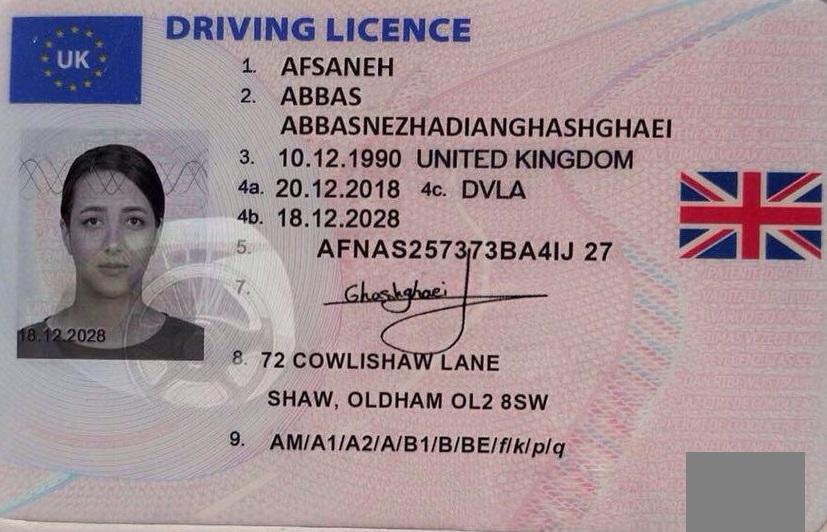 UK
DRIVING LICENCE
1. AFSANEH
2. ABBAS
ABBASNEZHADIANGHASHGHAEI
3. 10.12.1990 UNITED KINGDOM
4a. 20.12.2018 4c. DVLA
4b. 18.12.2028
5. AFNAS257373BA4IJ 27
7. Ghashghaei
18.12.2028
8. 72 COWLISHAW LANE
SHAW, OLDHAM OL2 8SW
9. AM/A1/A2/A/B1/B/BE/f/k/p/q